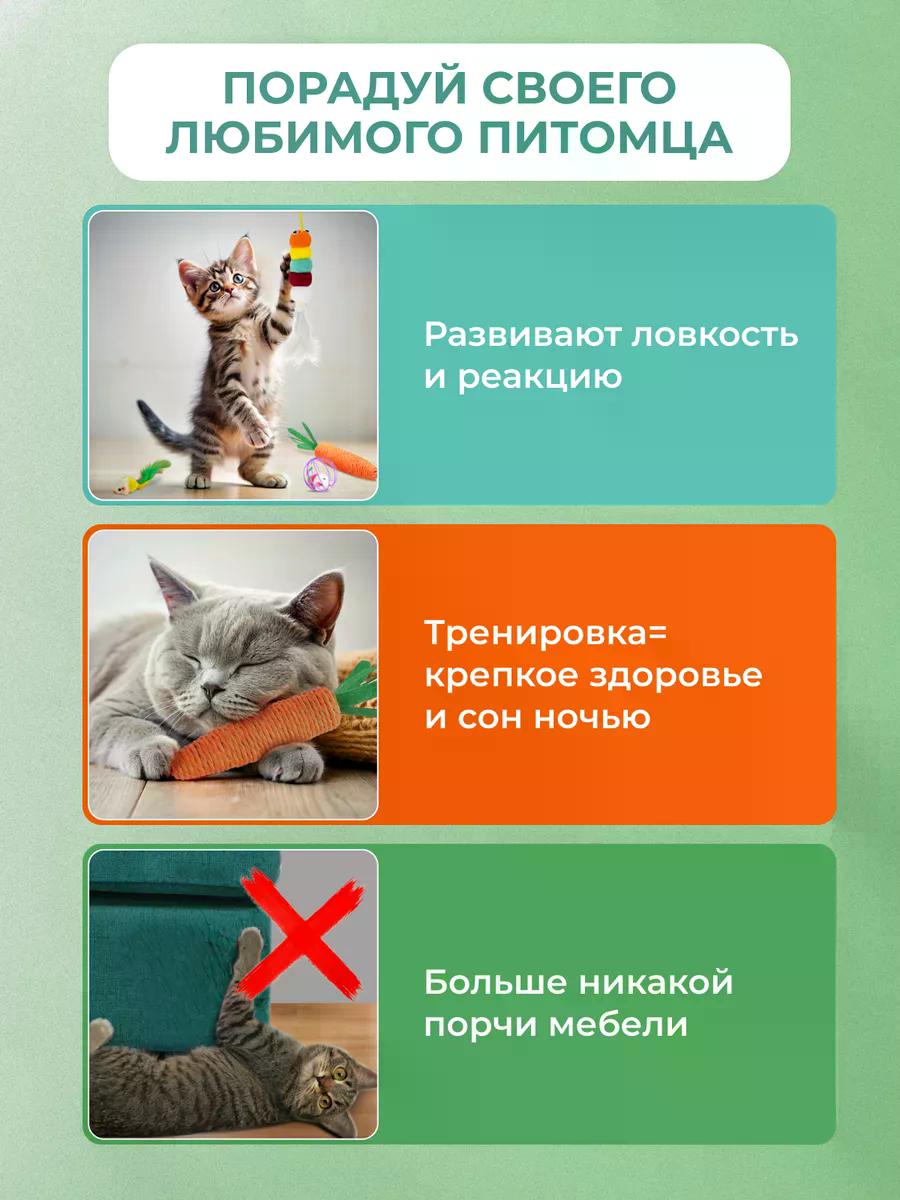 ПОРАДУЙ СВОЕГО
ЛЮБИМОГО ПИТОМЦА
Развивают ловкость
и реакцию
Тренировка=
крепкое здоровье
и сон ночью
Больше никакой
порчи мебели